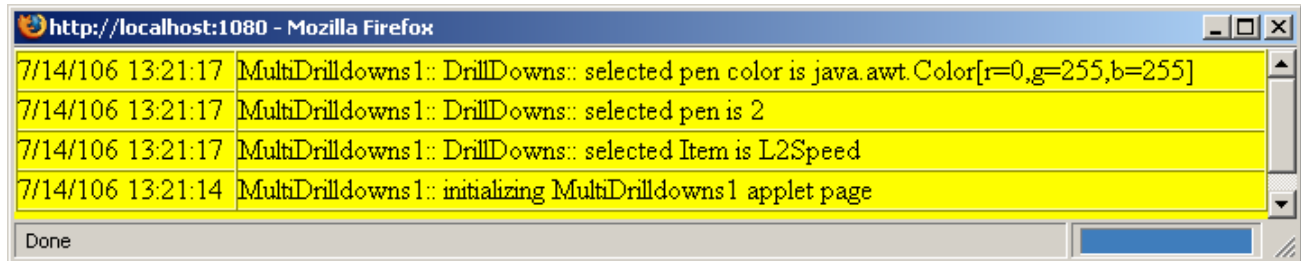 http://localhost:1080 - Mozilla Firefox
7/14/106 13:21:17 MultiDrilldowns1:: DrillDowns:: selected pen color is java.awt.Color[r=0,g=255,b=255]
7/14/106 13:21:17 MultiDrilldowns1:: DrillDowns:: selected pen is 2
7/14/106 13:21:17 MultiDrilldowns1:: DrillDowns:: selected Item is L2Speed
7/14/106 13:21:14 MultiDrilldowns1:: initializing MultiDrilldowns1 applet page
Done